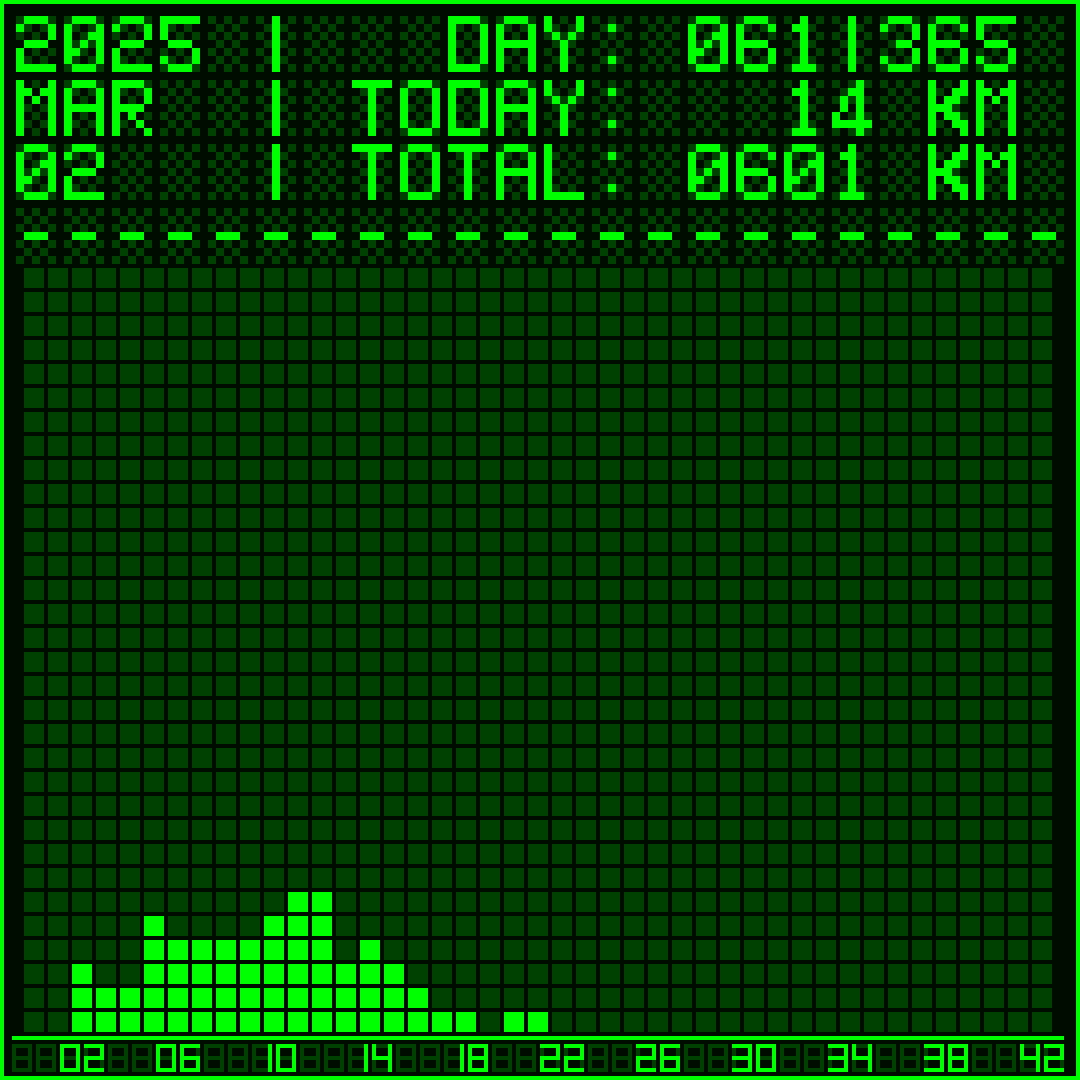 2025 | DAY: 061|365
MAR | TODAY: 14 KM
02 | TOTAL: 0601 KM
----------------------
02 06 10 14 18 22 26 30 34 38 42